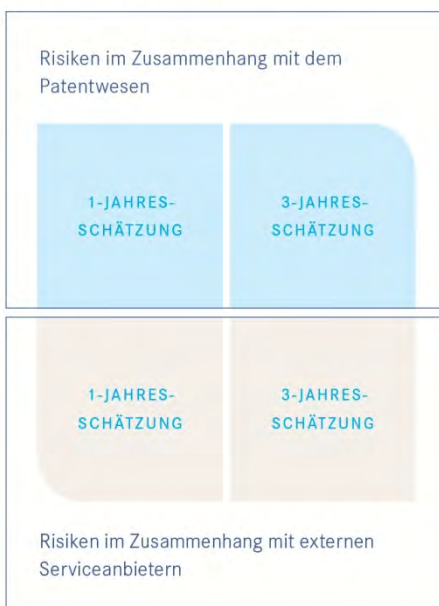 Risiken im Zusammenhang mit dem
Patentwesen
1-JAHRES-
SCHÄTZUNG
3-JAHRES-
SCHÄTZUNG
1-JAHRES-
SCHÄTZUNG
3-JAHRES-
SCHÄTZUNG
Risiken im Zusammenhang mit externen
Serviceanbietern